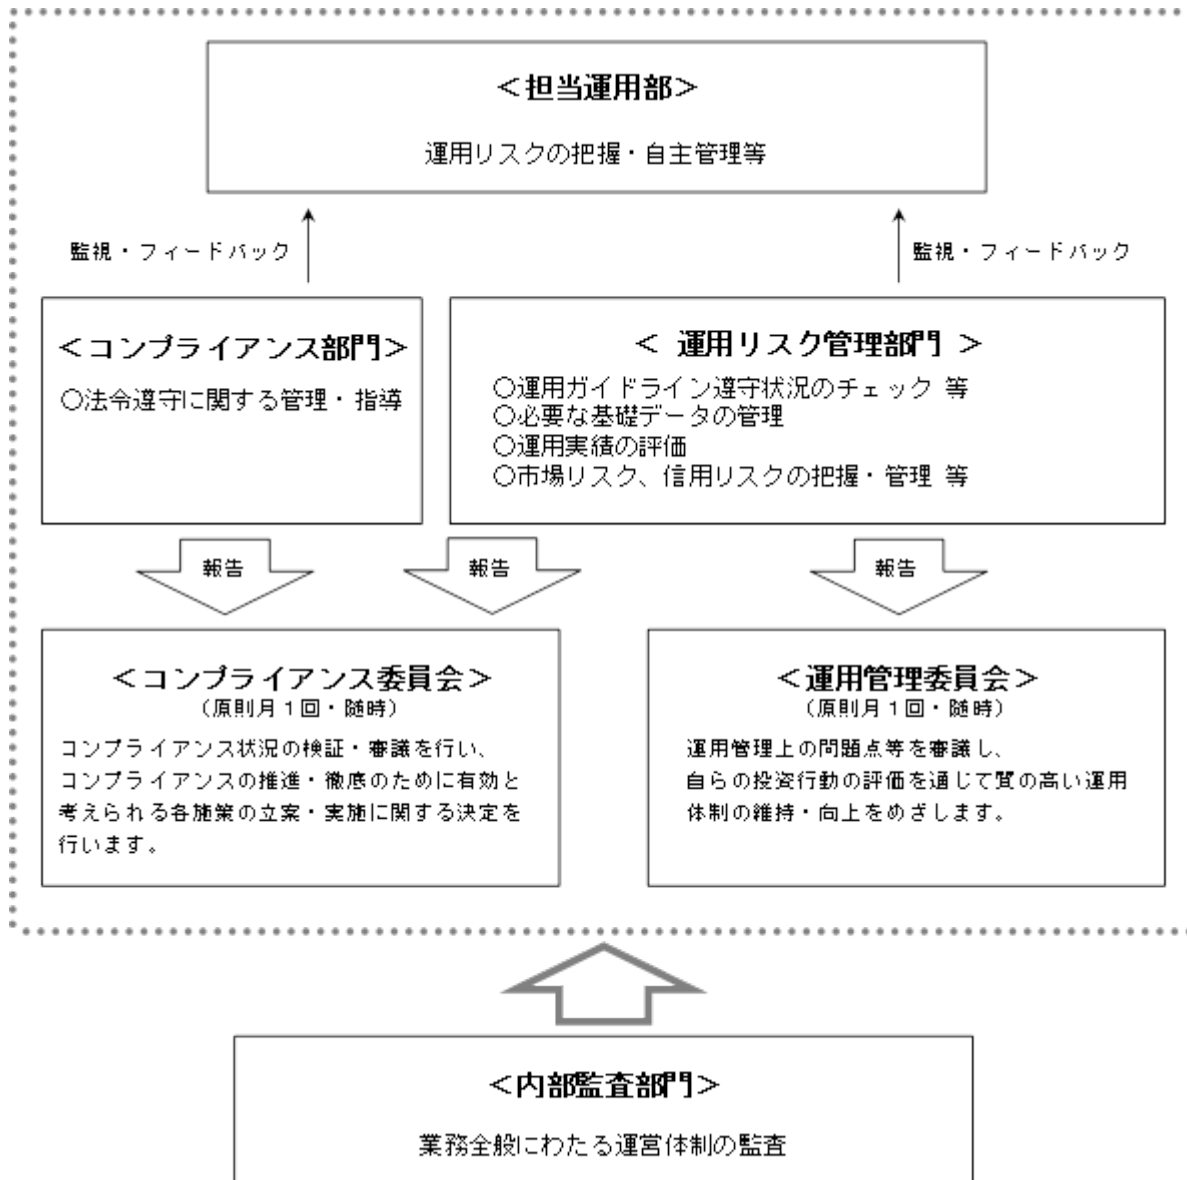 ＜担当運用部＞
運用リスクの把握・自主管理等
監視・フィードバック
監視・フィードバック
＜コンプライアンス部門＞
○法令遵守に関する管理・指導
＜ 運用リスク管理部門 ＞
○運用ガイドライン遵守状況のチェック 等
○必要な基礎データの管理
○運用実績の評価
○市場リスク、信用リスクの把握・管理 等
報告
報告
報告
＜コンプライアンス委員会＞
（原則月１回・随時）
コンプライアンス状況の検証・審議を行い、
コンプライアンスの推進・徹底のために有効と
考えられる各施策の立案・実施に関する決定を
行います。
＜運用管理委員会＞
（原則月１回・随時）
運用管理上の問題点等を審議し、
自らの投資行動の評価を通じて質の高い運用
体制の維持・向上をめざします。
＜内部監査部門＞
業務全般にわたる運営体制の監査